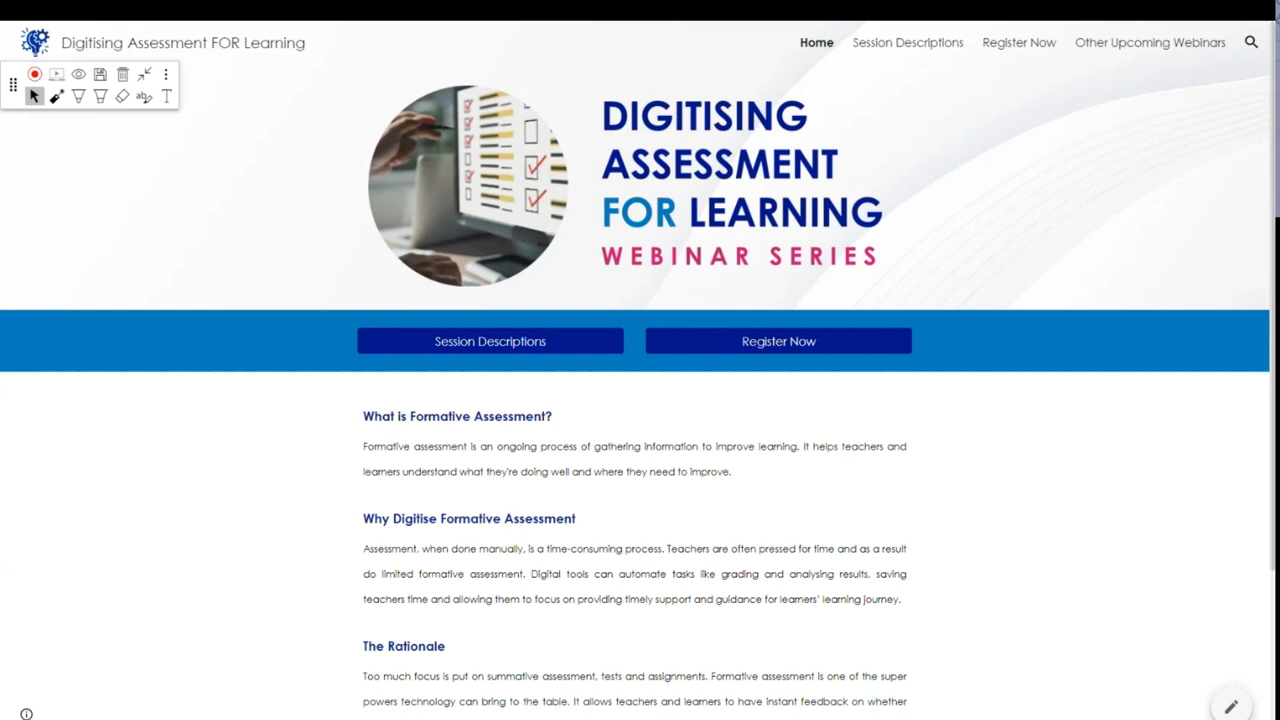 Digitising Assessment FOR Learning
Home Session Descriptions Register Now Other Upcoming Webinars
DIGITISING
ASSESSMENT
FOR LEARNING
WEBINAR SERIES
Session Descriptions Register Now
What is Formative Assessment?
Formative assessment is an ongoing process of gathering information to improve learning. It helps teachers and
learners understand what they're doing well and where they need to improve.
Why Digitise Formative Assessment
Assessment, when done manually, is a time-consuming process. Teachers are often pressed for time and as a result
do limited formative assessment. Digital tools can automate tasks like grading and analysing results, saving
teachers time and allowing them to focus on providing timely support and guidance for learners' learning journey.
The Rationale
Too much focus is put on summative assessment, tests and assignments. Formative assessment is one of the super
powers technology can bring to the table. It allows teachers and learners to have instant feedback on whether